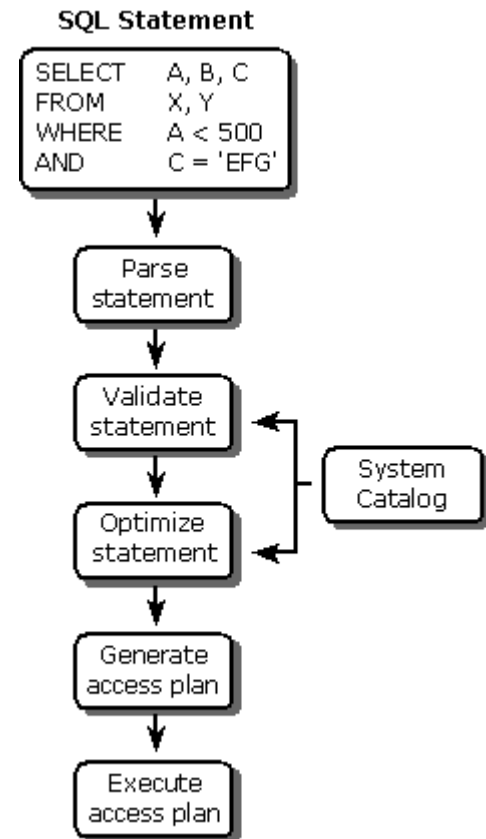 SQL Statement
SELECT A, B, C
FROM X, Y
WHERE A < 500
AND C = 'EFG'
Parse
statement
Validate
statement
System
Catalog
Optimize
statement
Generate
access plan
Execute
access plan